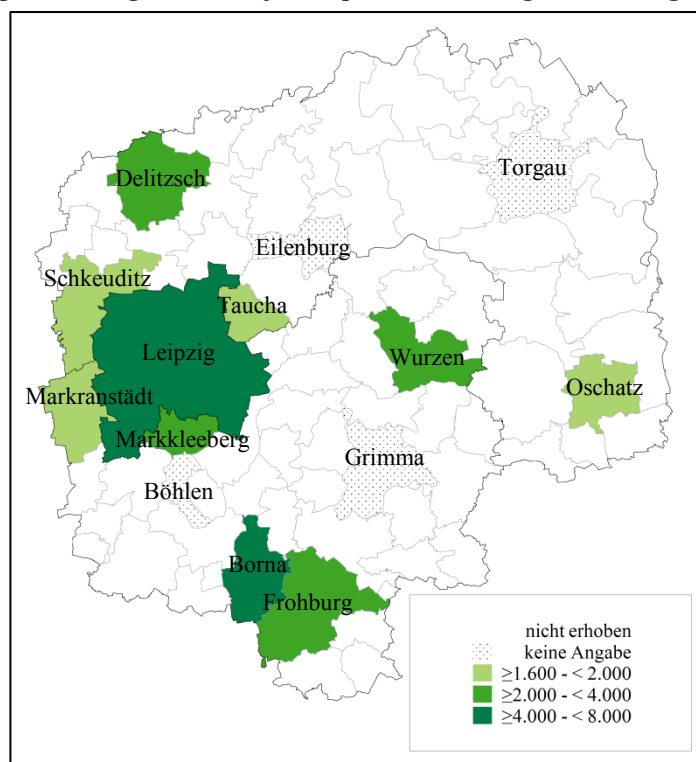 Torgau
Delitzsch
Eilenburg
Schkeuditz
Taucha
Leipzig
Wurzen
Oschatz
Markranstädt
Markkleeberg
Grimma
Böhlen
Borna
Frohburg
nicht erhoben
keine Angabe
≥1.600 - < 2.000
≥2.000 - < 4.000
≥4.000 - < 8.000